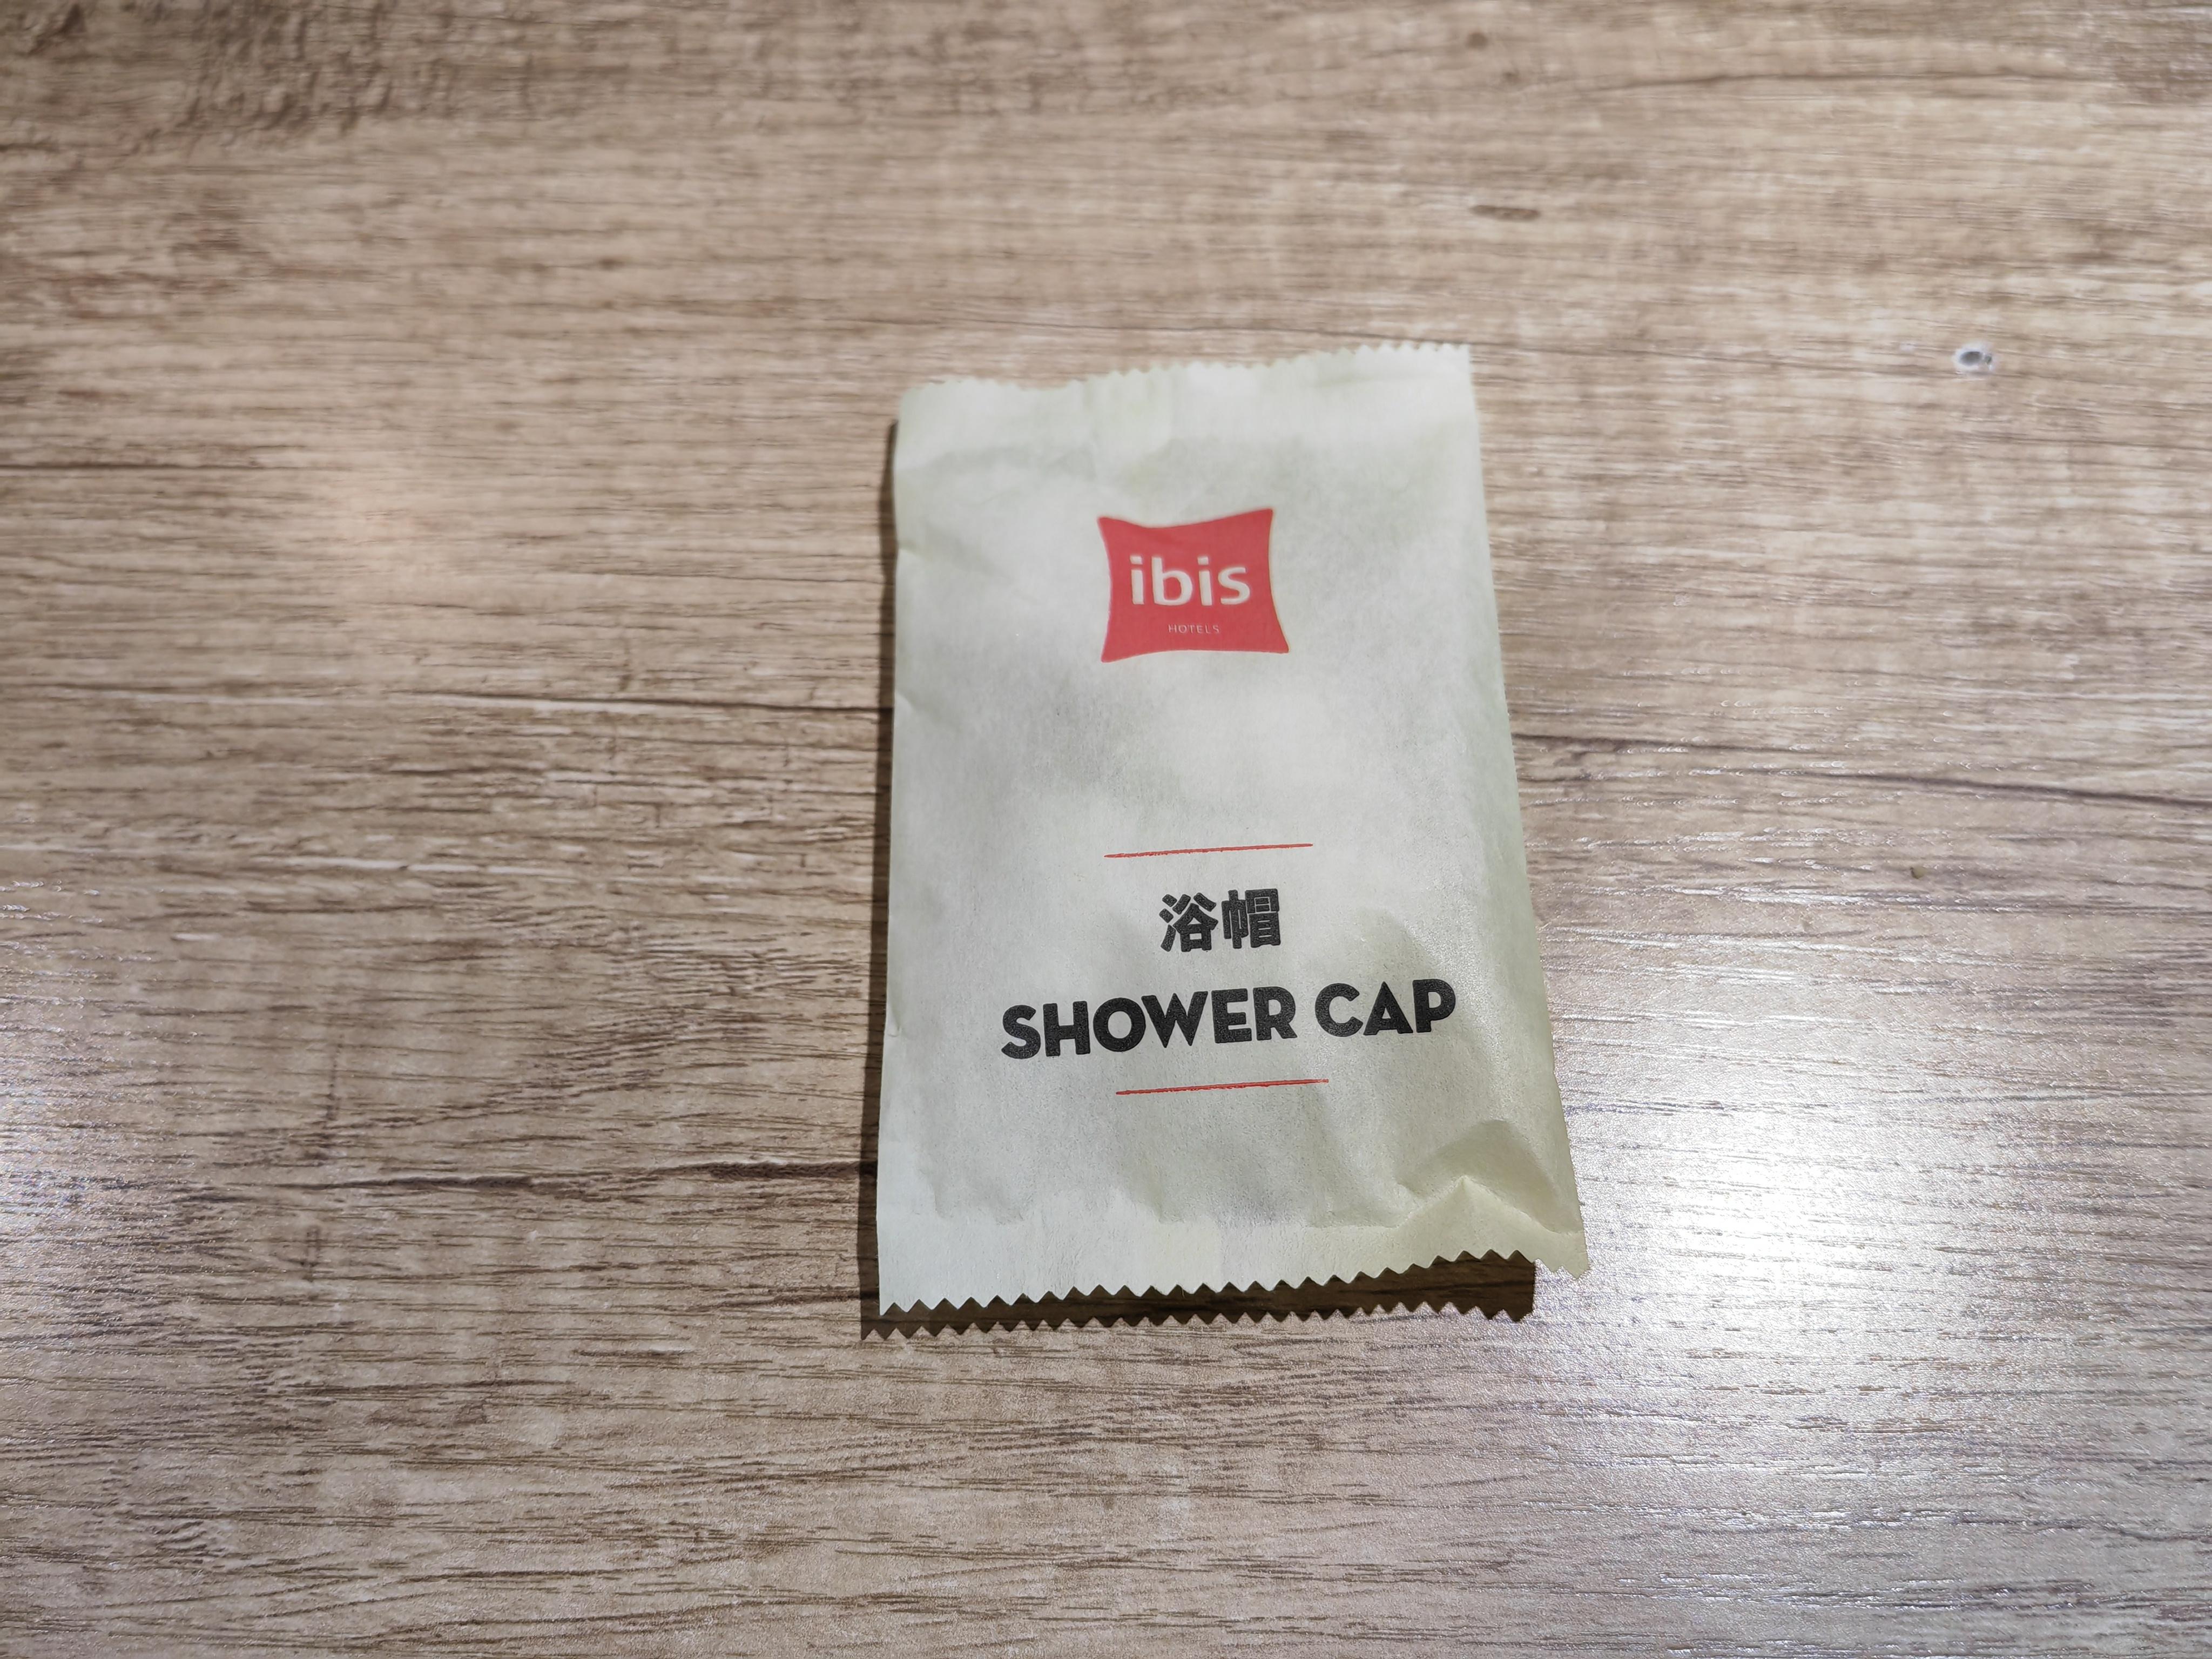 ibis
HOTELS
浴帽
SHOWER CAP